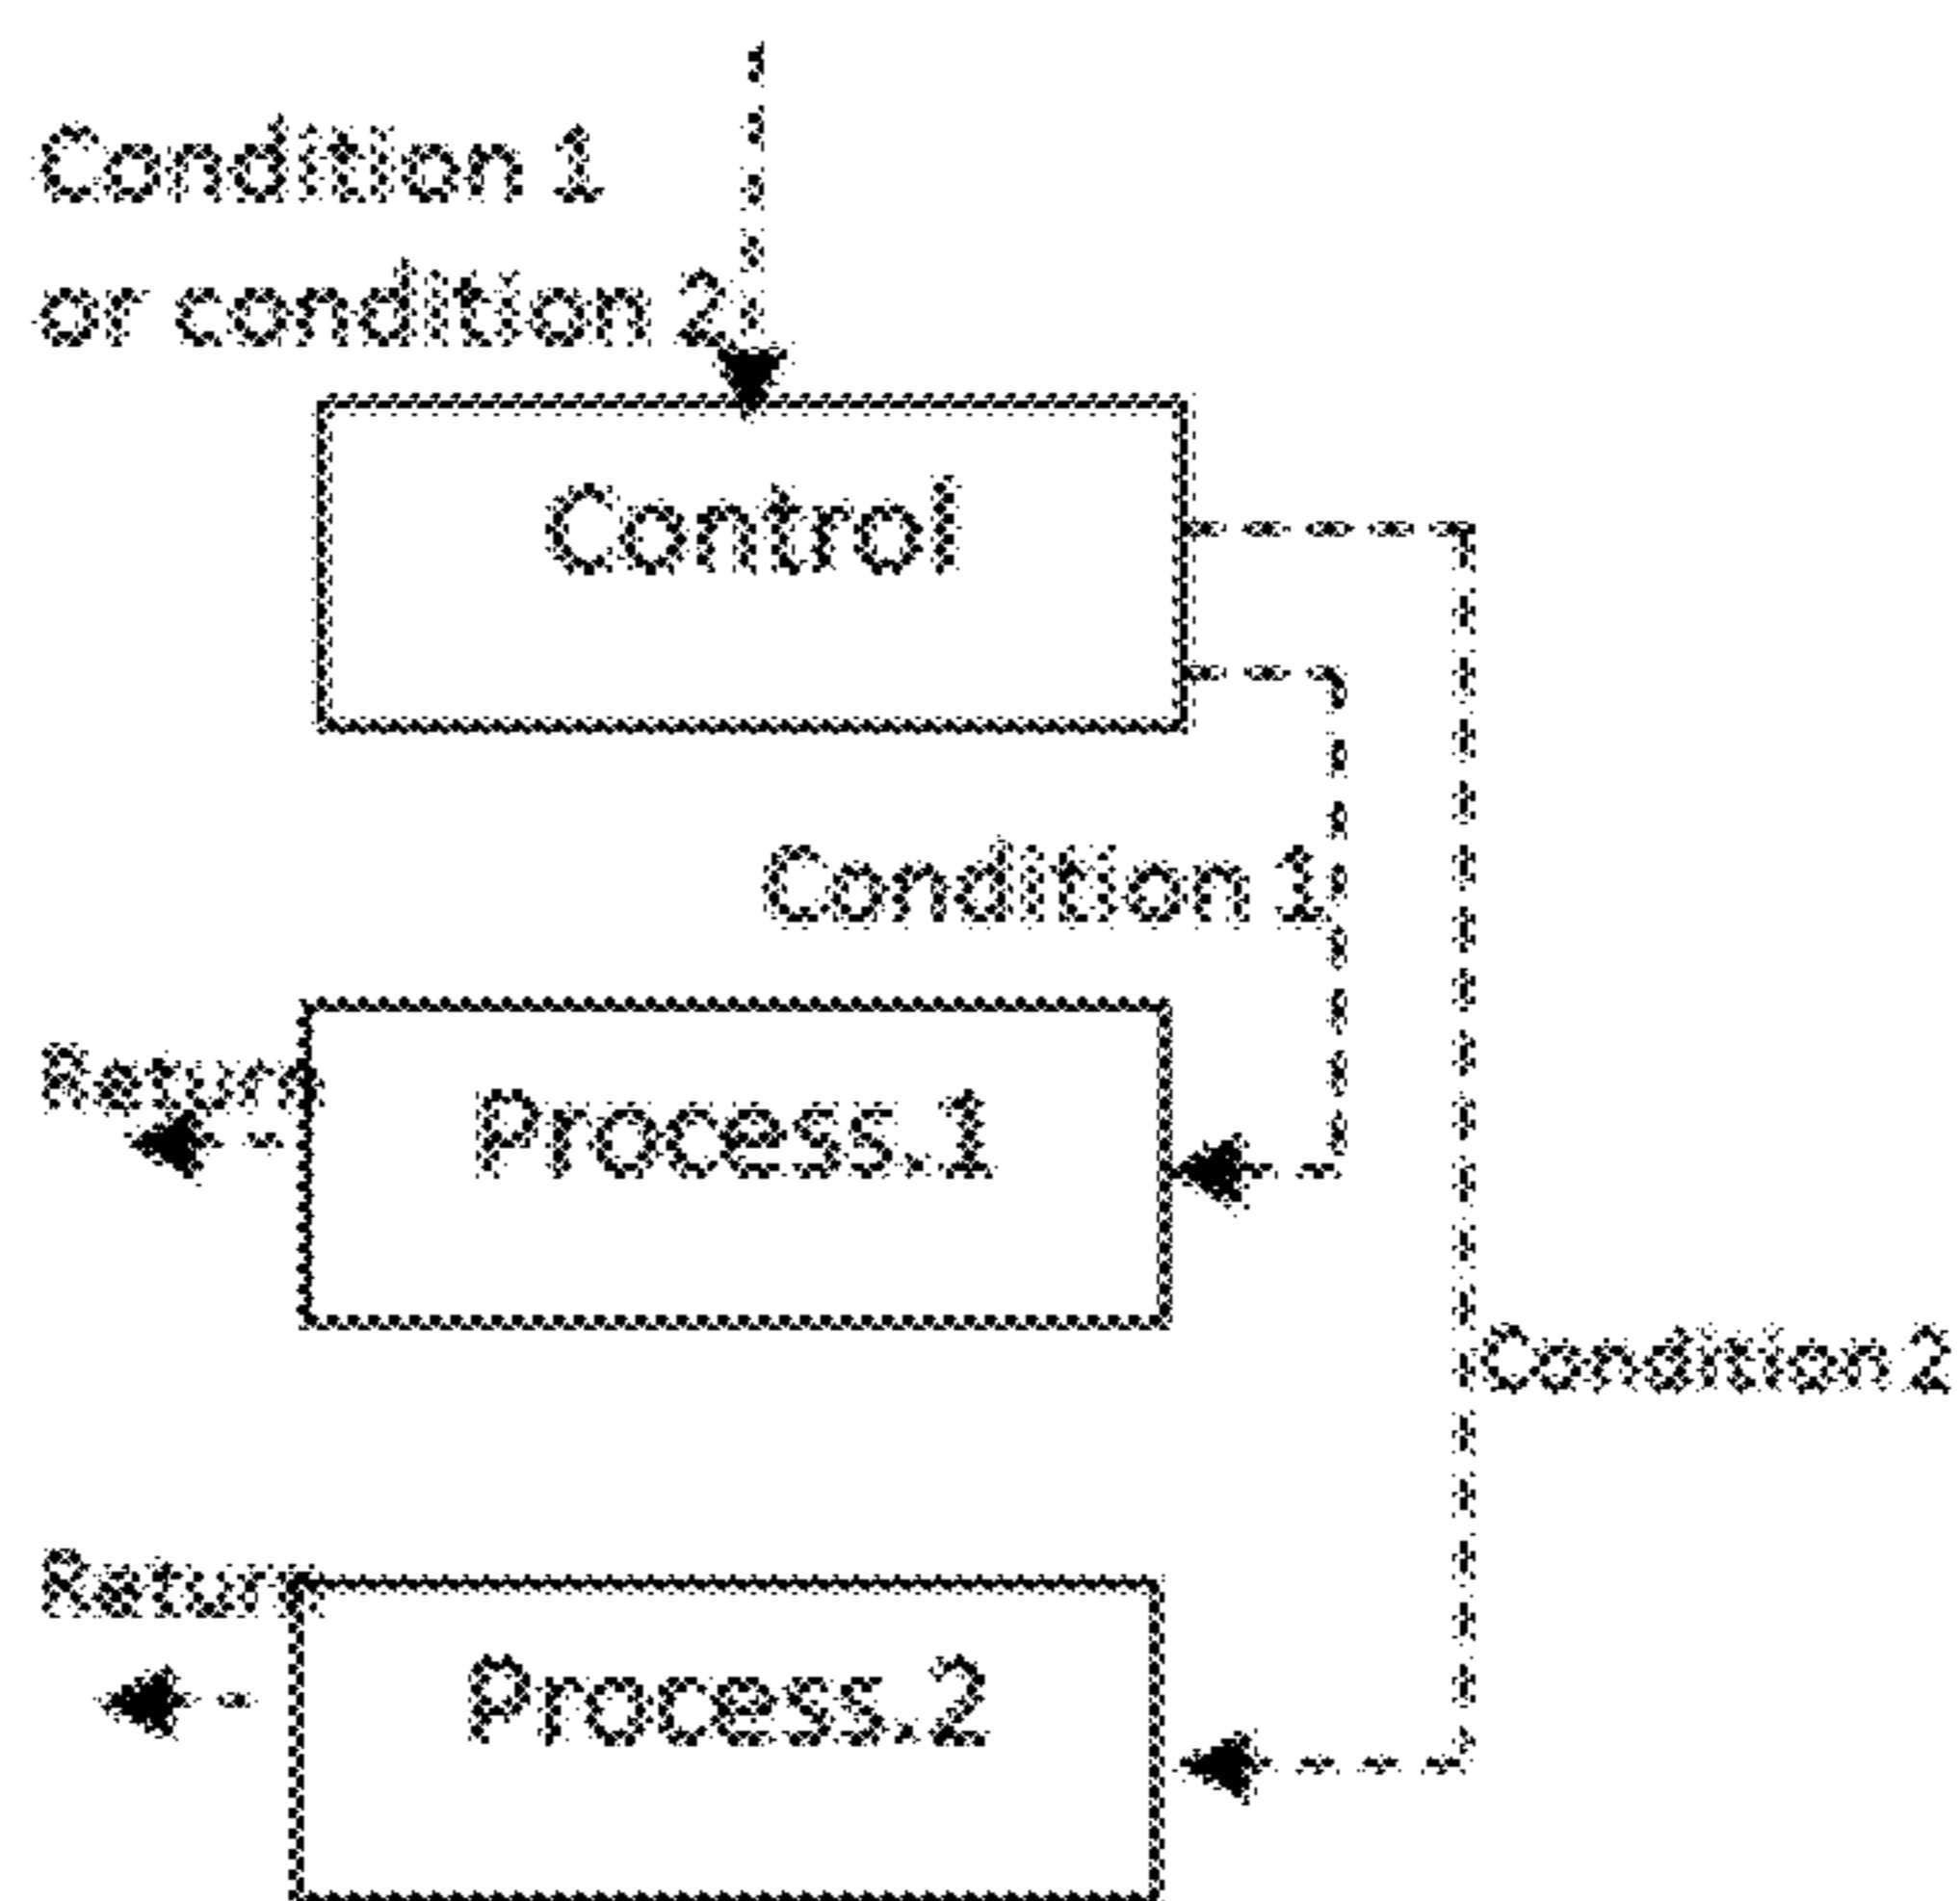 Condition 1
or condition 2
Control
Condition 1
Return
Process.1
Condition 2
Return
Process.2